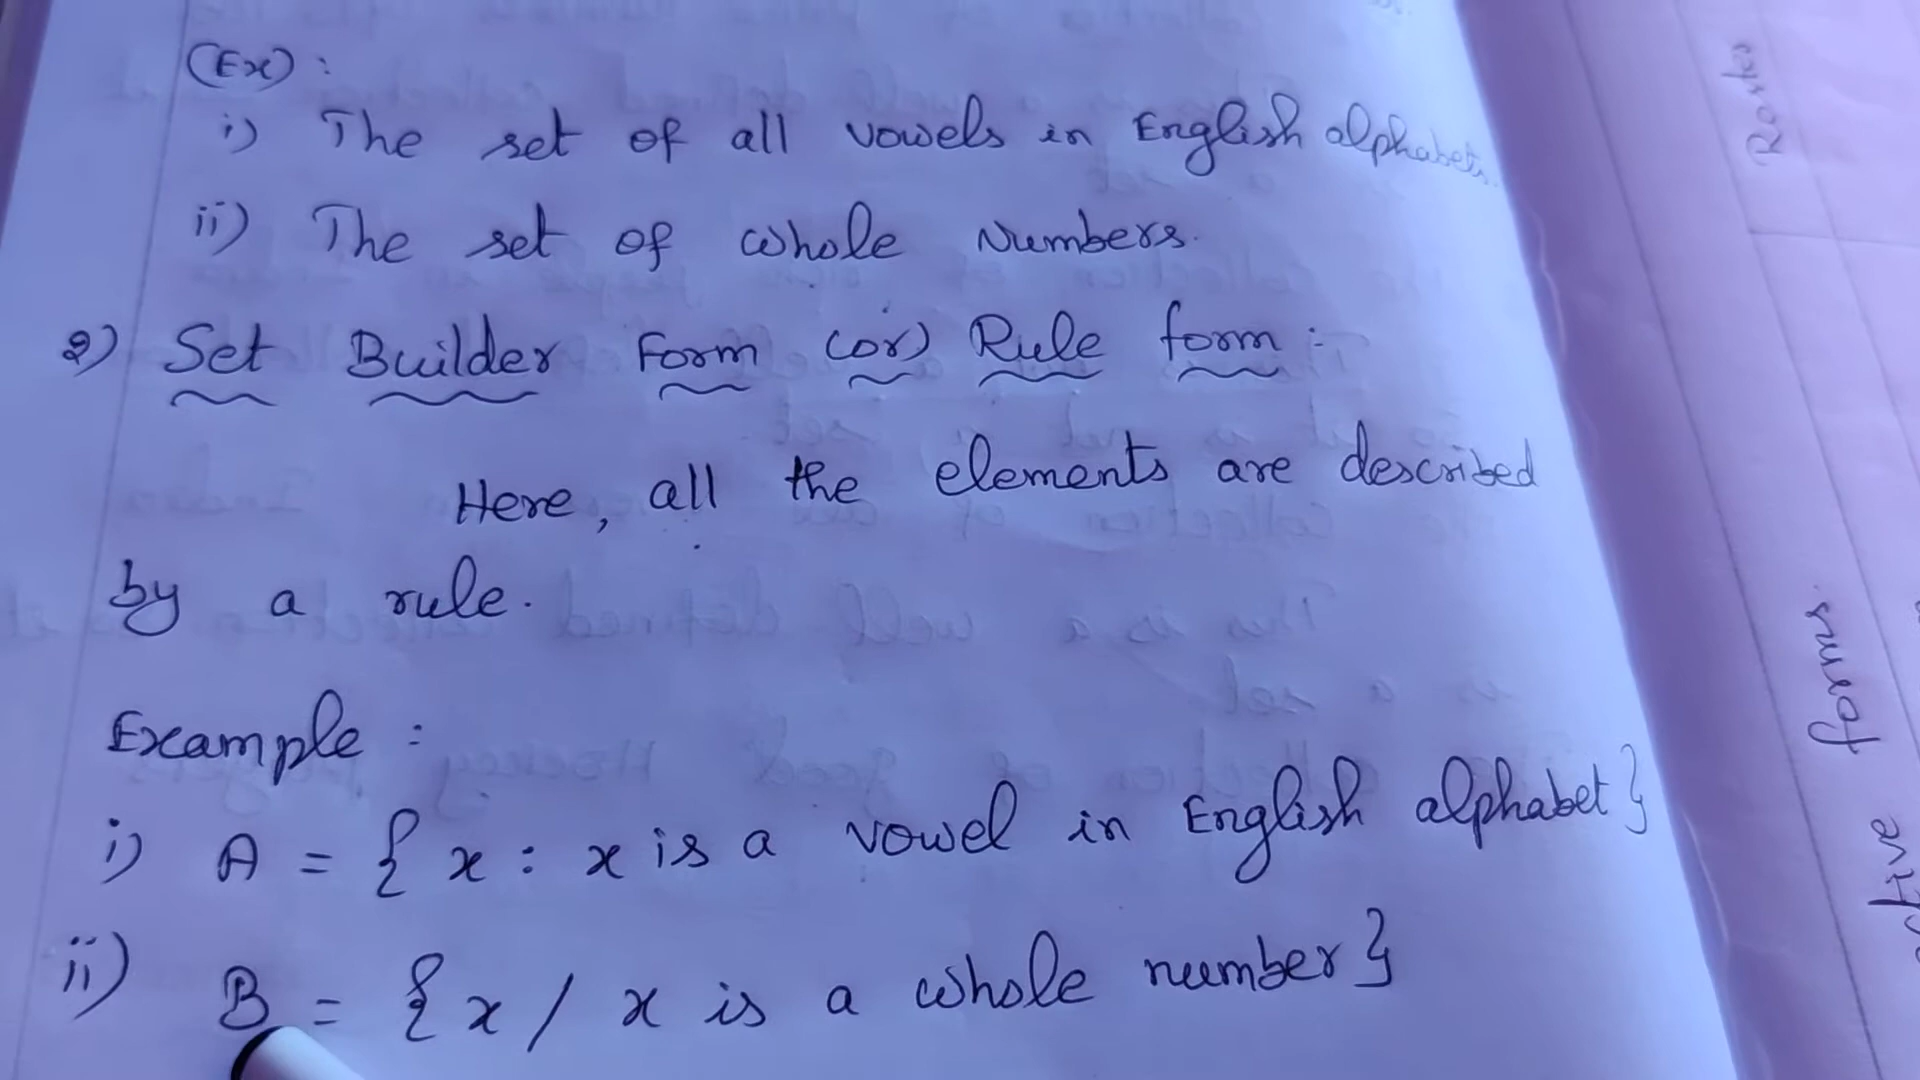 (Ex) :
i) The set of all vowels in English alphabets.
ii) The set of whole Numbers.
2) Set Builder Form (or) Rule form :-
Here, all the elements are described
by a rule.
Example :
i) A = { x : x is a vowel in English alphabet }
ii) B = { x / x is a whole number }
Roster
forms.